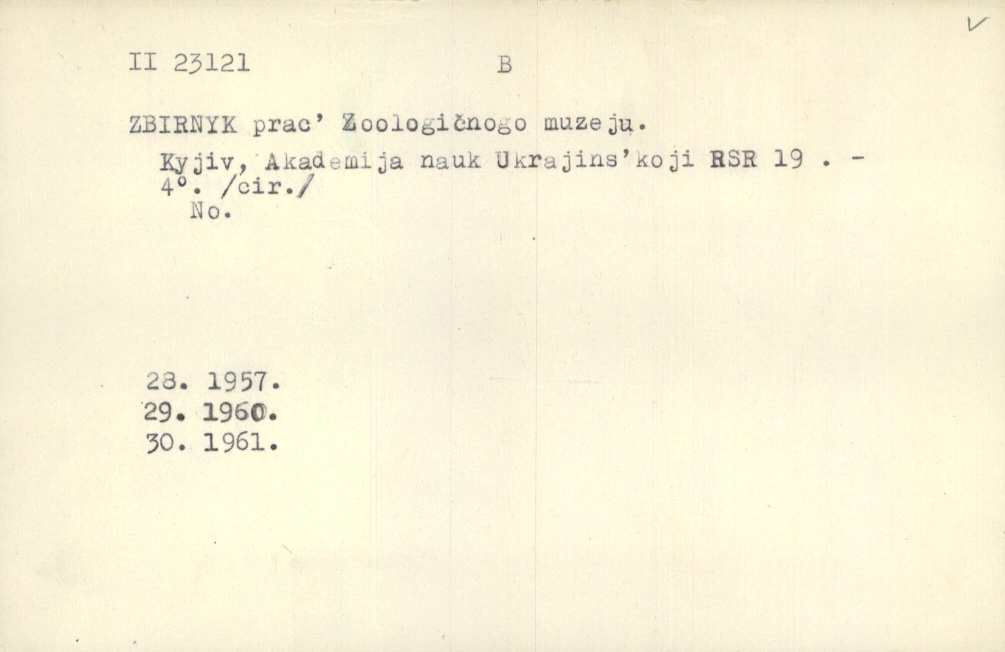 II 23121 B
ZBIRNYK prac’ Zoologičnogo muzeju.
Kyjiv, Akademija nauk Ukrajins’koji RSR 19 . -
4°. /cir./
No.
28. 1957.
29. 1960.
30. 1961.